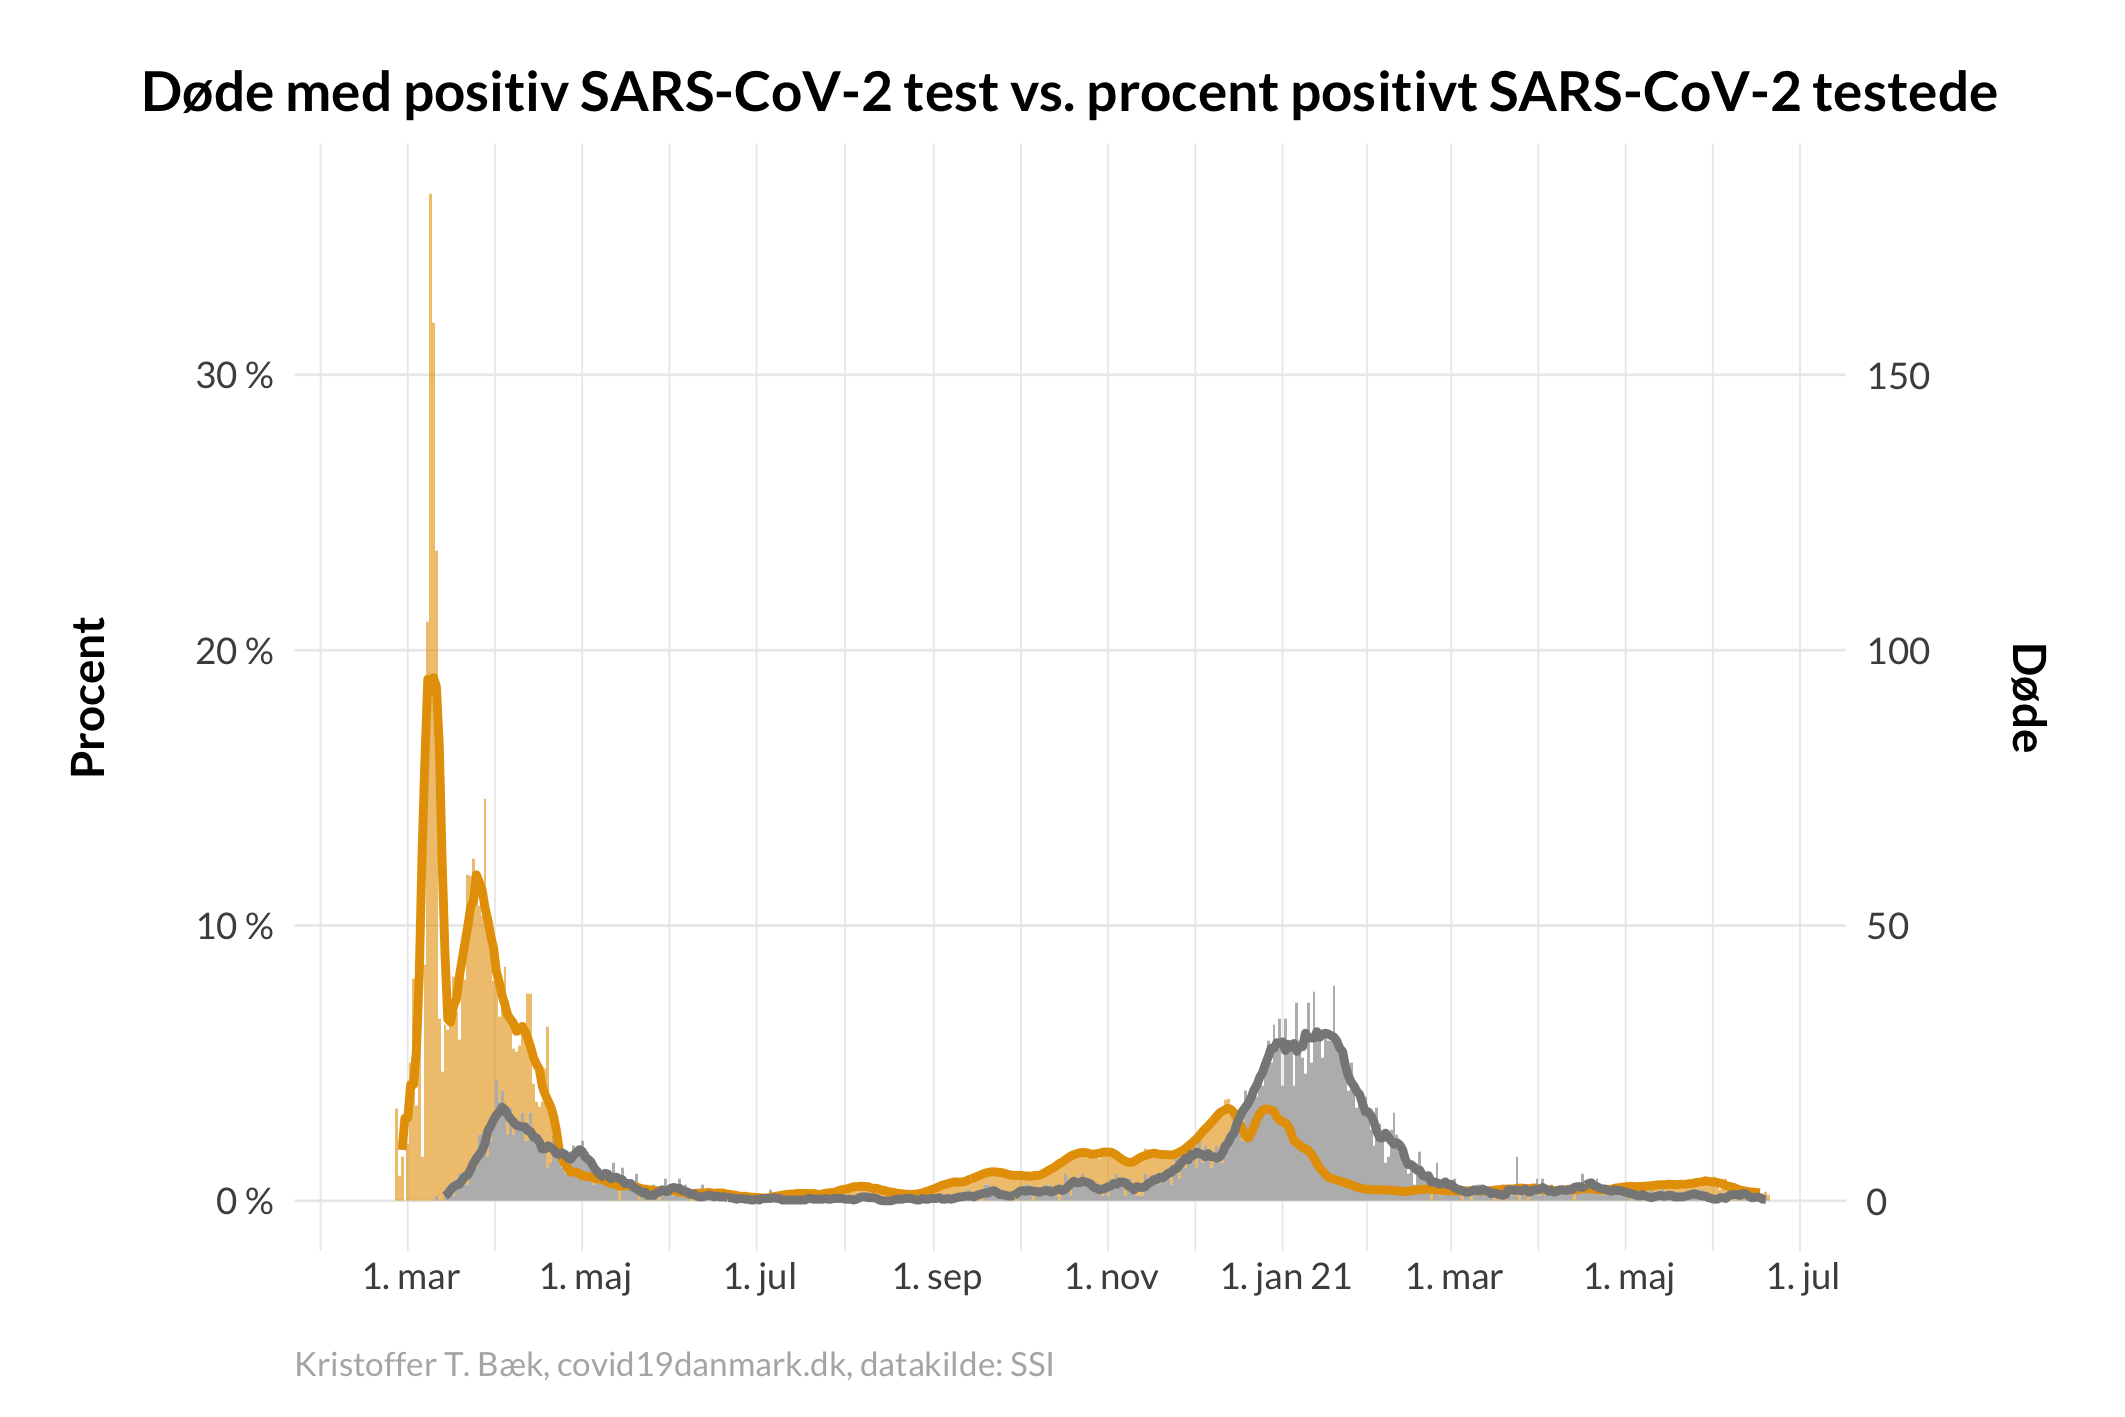 Døde med positiv SARS-CoV-2 test vs. procent positivt SARS-CoV-2 testede
Procent
30 %
20 %
10 %
0 %
150
100
50
0
Døde
1. mar
1. maj
1. jul
1. sep
1. nov
1. jan 21
1. mar
1. maj
1. jul
Kristoffer T. Bæk, covid19danmark.dk, datakilde: SSI